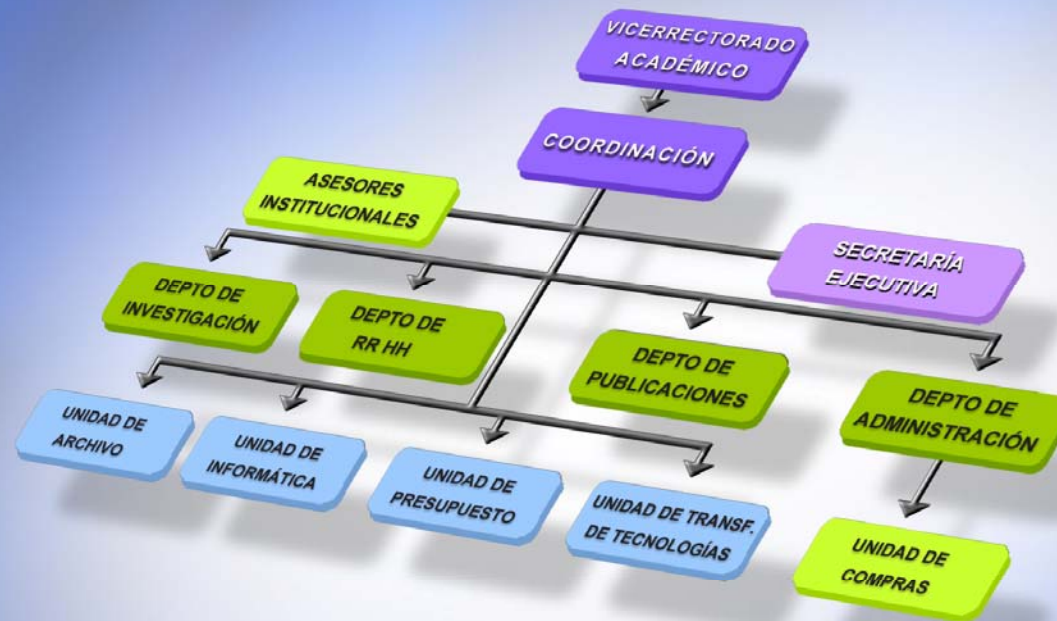 VICERRECTORADO
ACADÉMICO
COORDINACIÓN
ASESORES
INSTITUCIONALES
SECRETARÍA
EJECUTIVA
DEPTO DE
INVESTIGACIÓN
DEPTO DE
RR HH
DEPTO DE
PUBLICACIONES
DEPTO DE
ADMINISTRACIÓN
UNIDAD DE
ARCHIVO
UNIDAD DE
INFORMÁTICA
UNIDAD DE
PRESUPUESTO
UNIDAD DE TRANSF.
DE TECNOLOGÍAS
UNIDAD DE
COMPRAS